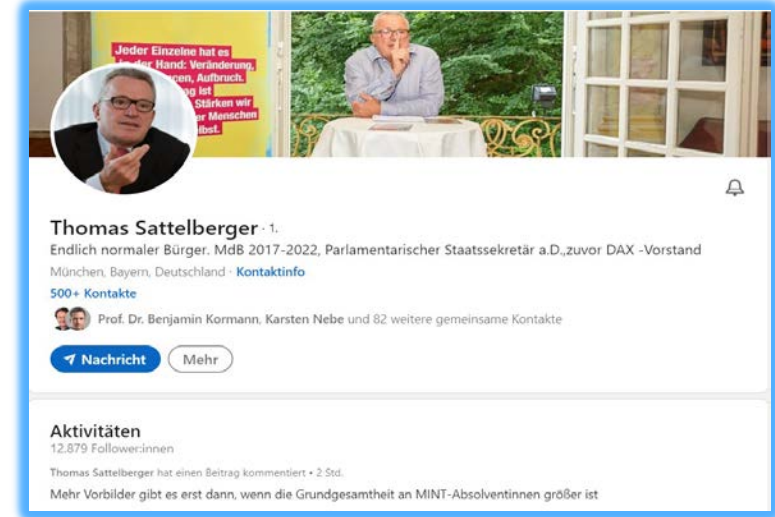 Jeder Einzelne hat es
in der Hand: Veränderung,
Aufbruch.
ist
Stärken wir
Menschen
Thomas Sattelberger · 1.
Endlich normaler Bürger. MdB 2017-2022, Parlamentarischer Staatssekretär a.D.,zuvor DAX -Vorstand
München, Bayern, Deutschland · Kontaktinfo
500+ Kontakte
Prof. Dr. Benjamin Kormann, Karsten Nebe und 82 weitere gemeinsame Kontakte
Nachricht
Mehr
Aktivitäten
12.879 Follower:innen
Thomas Sattelberger hat einen Beitrag kommentiert • 2 Std.
Mehr Vorbilder gibt es erst dann, wenn die Grundgesamtheit an MINT-Absolventinnen größer ist